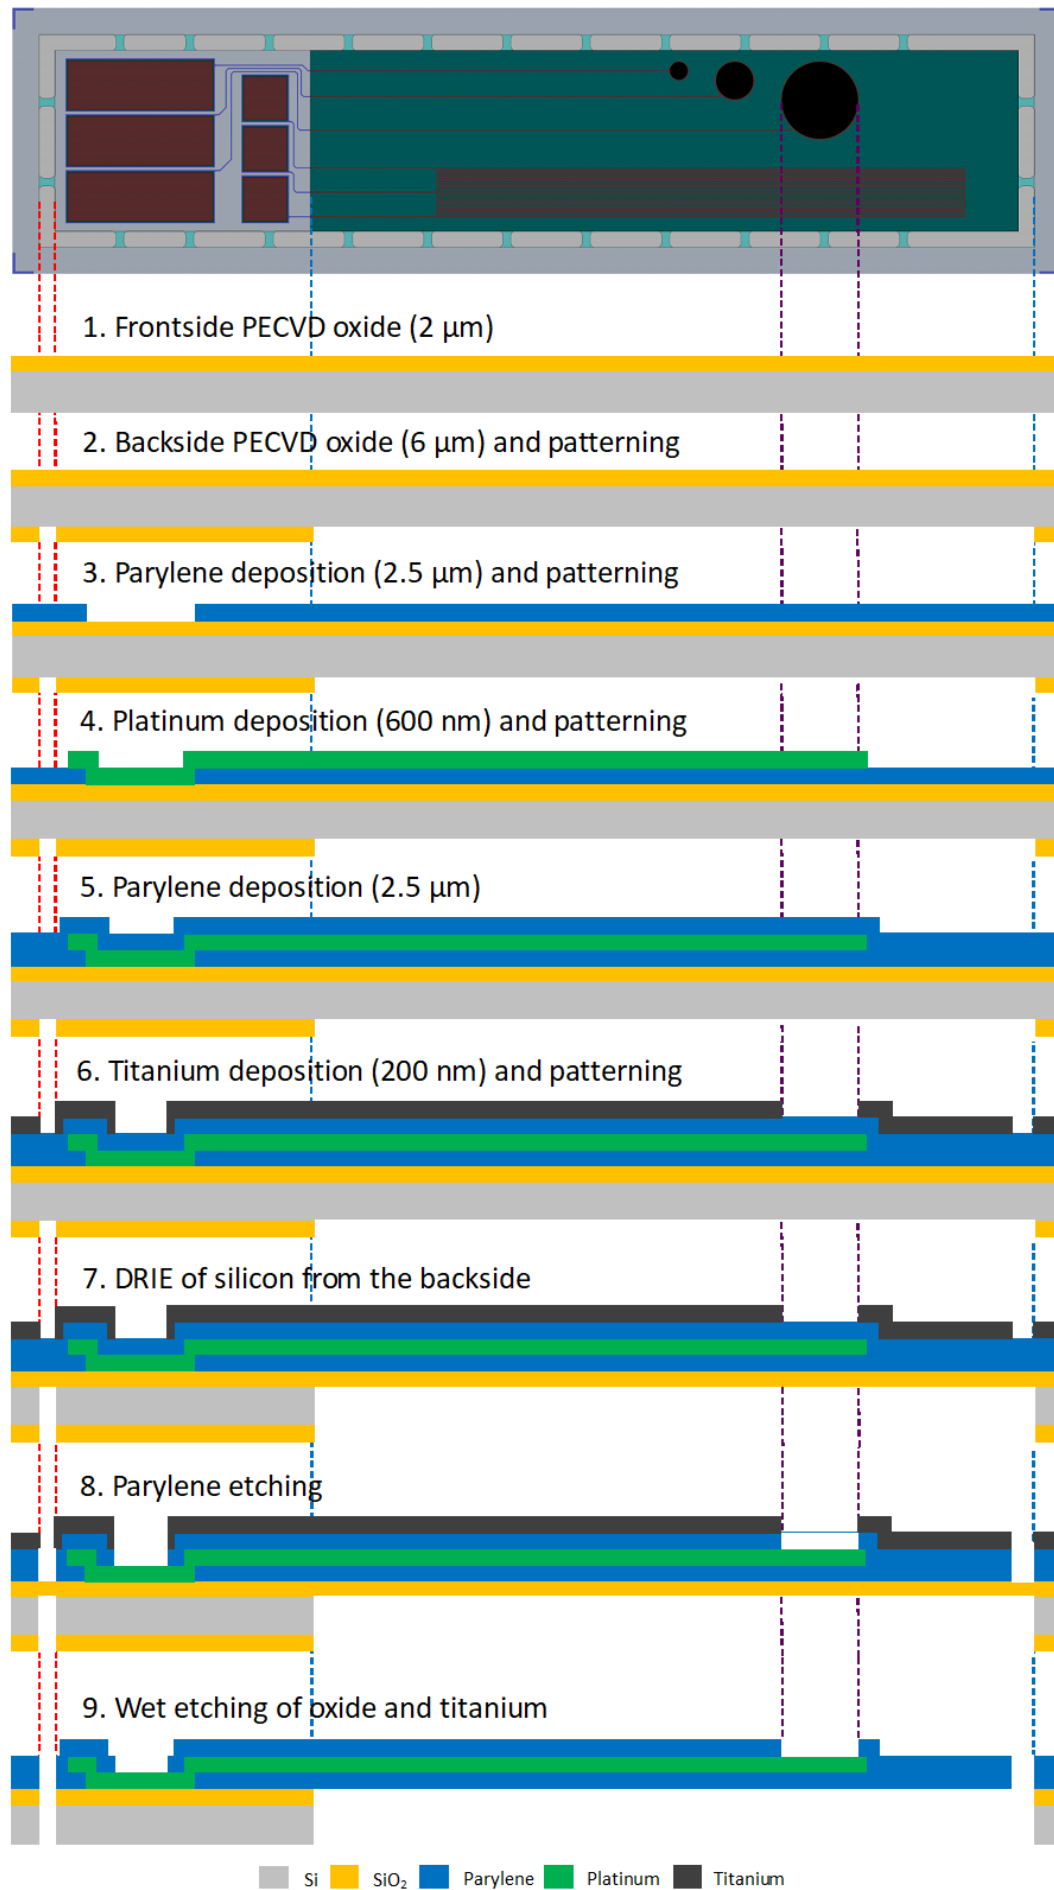 1. Frontside PECVD oxide (2 μm)
2. Backside PECVD oxide (6 μm) and patterning
3. Parylene deposition (2.5 μm) and patterning
4. Platinum deposition (600 nm) and patterning
5. Parylene deposition (2.5 μm)
6. Titanium deposition (200 nm) and patterning
7. DRIE of silicon from the backside
8. Parylene etching
9. Wet etching of oxide and titanium
Si SiO₂ Parylene Platinum Titanium